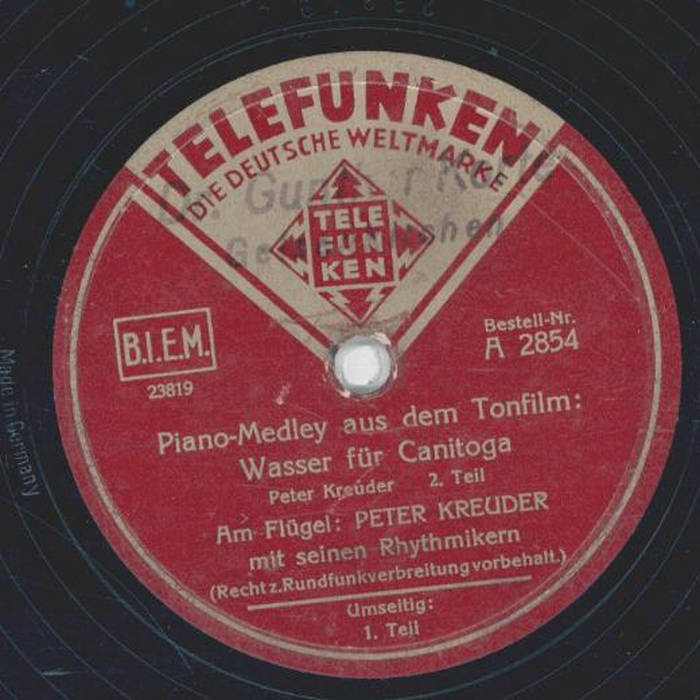 TELEFUNKEN
DIE DEUTSCHE WELTMARKE
TELE
FUN
KEN
B.I.E.M.
23819
Bestell-Nr.
A 2854
Piano-Medley aus dem Tonfilm:
Wasser für Canitoga
Peter Kreuder 2. Teil
Am Flügel: PETER KREUDER
mit seinen Rhythmikern
(Recht z. Rundfunkverbreitung vorbehalt.)
Umseitig:
1. Teil
Made in Germany
Dr.